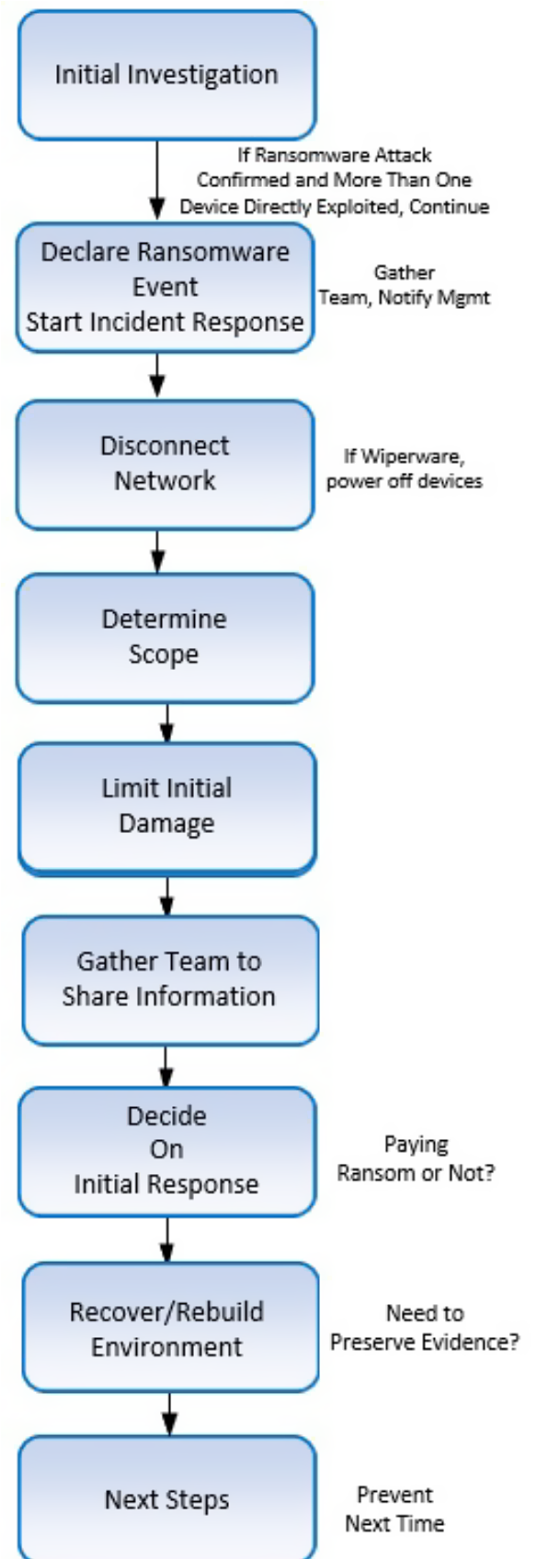 Initial Investigation
If Ransomware Attack
Confirmed and More Than One
Device Directly Exploited, Continue
Declare Ransomware
Event
Start Incident Response
Gather
Team, Notify Mgmt
Disconnect
Network
If Wiperware,
power off devices
Determine
Scope
Limit Initial
Damage
Gather Team to
Share Information
Decide
On
Initial Response
Paying
Ransom or Not?
Recover/Rebuild
Environment
Need to
Preserve Evidence?
Next Steps
Prevent
Next Time